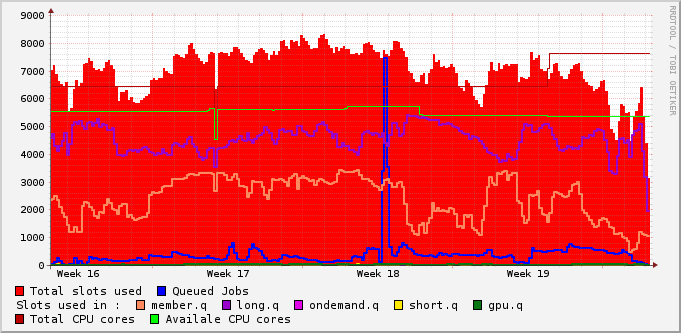 9000
8000
7000
6000
5000
4000
3000
2000
1000
0
Week 16 Week 17 Week 18 Week 19
RRDTOOL / TOBI OETIKER
Total slots used Queued Jobs
Slots used in : member.q long.q ondemand.q short.q gpu.q
Total CPU cores Availale CPU cores